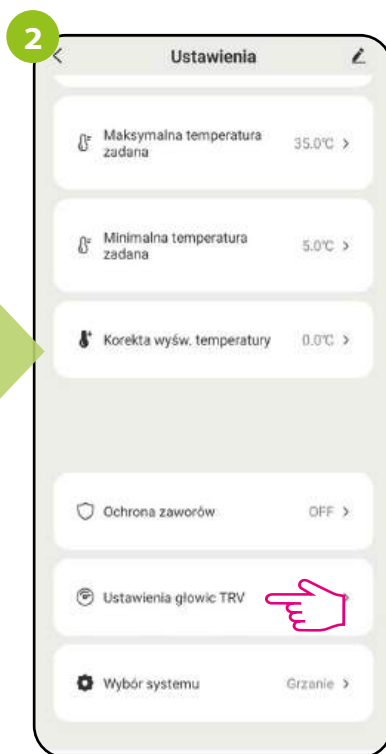 2
Ustawienia
Maksymalna temperatura
zadana
35.0°C
Minimalna temperatura
zadana
5.0°C
Korekta wyśw. temperatury
0.0°C
Ochrona zaworów
OFF
Ustawienia głowic TRV
Wybór systemu
Grzanie